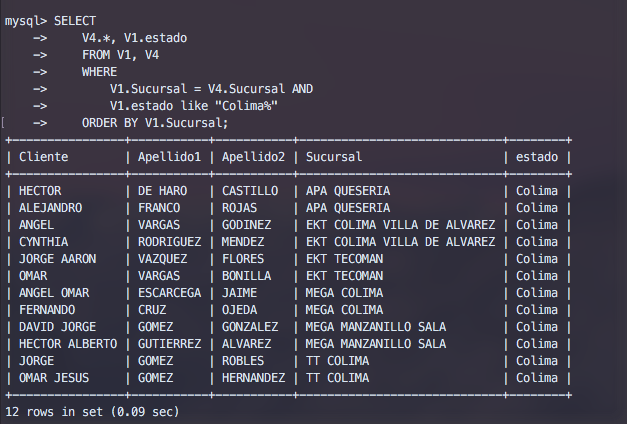 mysql> SELECT
    ->     V4.*, V1.estado
    ->     FROM V1, V4
    ->     WHERE
    ->         V1.Sucursal = V4.Sucursal AND
    ->         V1.estado like "Colima%"
    ->     ORDER BY V1.Sucursal;
+----------------+-----------+-----------+----------------------------+--------+
| Cliente        | Apellido1 | Apellido2 | Sucursal                   | estado |
+----------------+-----------+-----------+----------------------------+--------+
| HECTOR         | DE HARO   | CASTILLO  | APA QUESERIA               | Colima |
| ALEJANDRO      | FRANCO    | ROJAS     | APA QUESERIA               | Colima |
| ANGEL          | VARGAS    | GODINEZ   | EKT COLIMA VILLA DE ALVAREZ | Colima |
| CYNTHIA        | RODRIGUEZ | MENDEZ    | EKT COLIMA VILLA DE ALVAREZ | Colima |
| JORGE AARON    | VAZQUEZ   | FLORES    | EKT TECOMAN                | Colima |
| OMAR           | VARGAS    | BONILLA   | EKT TECOMAN                | Colima |
| ANGEL OMAR     | ESCARCEGA | JAIME     | MEGA COLIMA                | Colima |
| FERNANDO       | CRUZ      | OJEDA     | MEGA COLIMA                | Colima |
| DAVID JORGE    | GOMEZ     | GONZALEZ  | MEGA MANZANILLO SALA       | Colima |
| HECTOR ALBERTO | GUTIERREZ | ALVAREZ   | MEGA MANZANILLO SALA       | Colima |
| JORGE          | GOMEZ     | ROBLES    | TT COLIMA                  | Colima |
| OMAR JESUS     | GOMEZ     | HERNANDEZ | TT COLIMA                  | Colima |
+----------------+-----------+-----------+----------------------------+--------+
12 rows in set (0.09 sec)